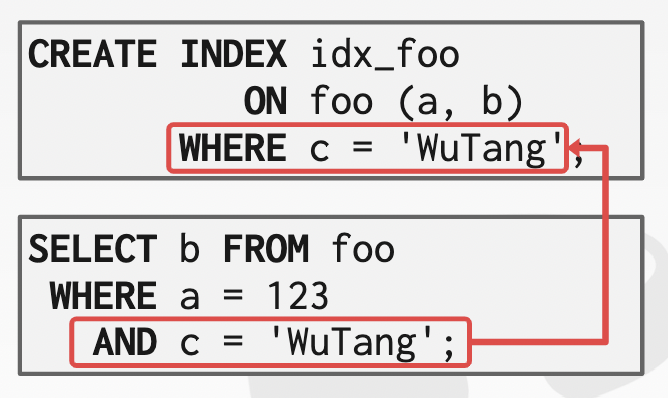 CREATE INDEX idx_foo
ON foo (a, b)
WHERE c = 'WuTang';
SELECT b FROM foo
WHERE a = 123
AND c = 'WuTang';